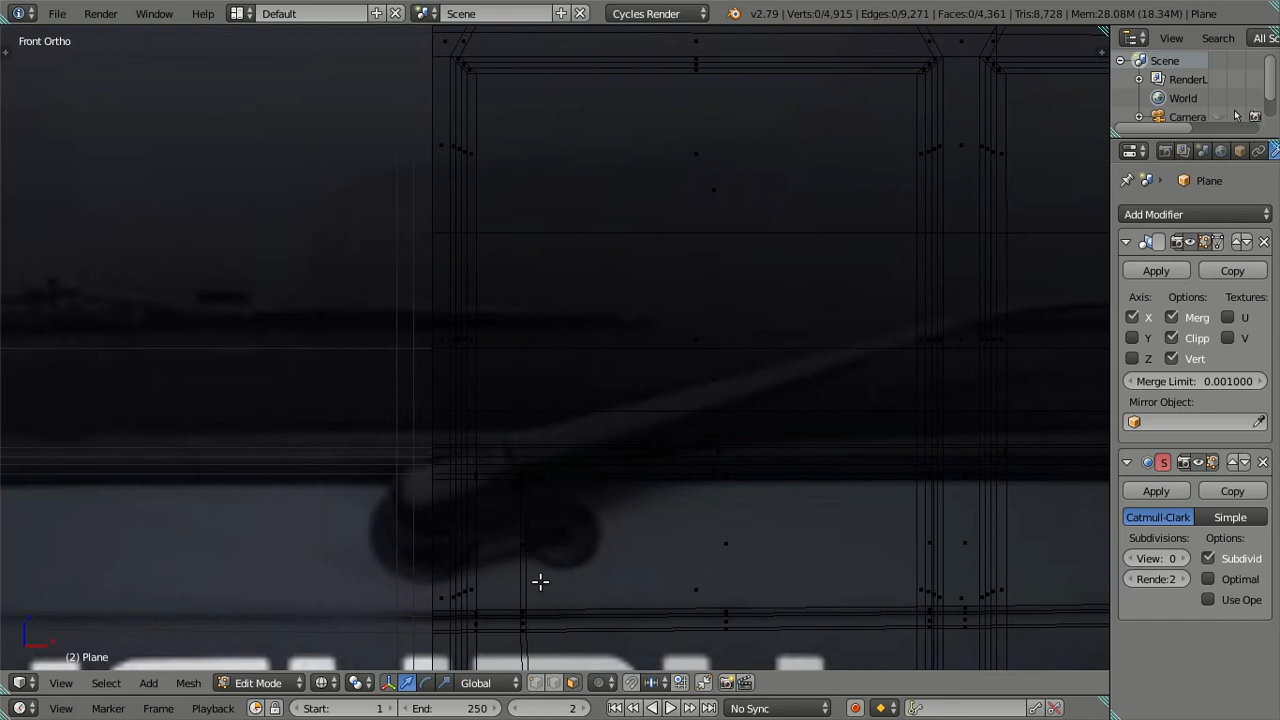 File Render Window Help Default Scene Cycles Render v2.79 | Verts:0/4,915 | Edges:0/9,271 | Faces:0/4,361 | Tris:8,728 | Mem:28.08M (18.34M) | Plane
Front Ortho
View Search All Sc
Scene
RenderL
World
Camera
Plane
Add Modifier
Apply Copy
Axis: Options: Textures:
X Merg U
Y Clipp V
Z Vert
Merge Limit: 0.001000
Mirror Object:
S
Apply Copy
Catmull-Clark Simple
Subdivisions: Options:
View: 0 Subdivid
Rende:2 Optimal
Use Ope
(2) Plane
View Select Add Mesh Edit Mode Global
View Marker Frame Playback Start: 1 End: 250 2 No Sync